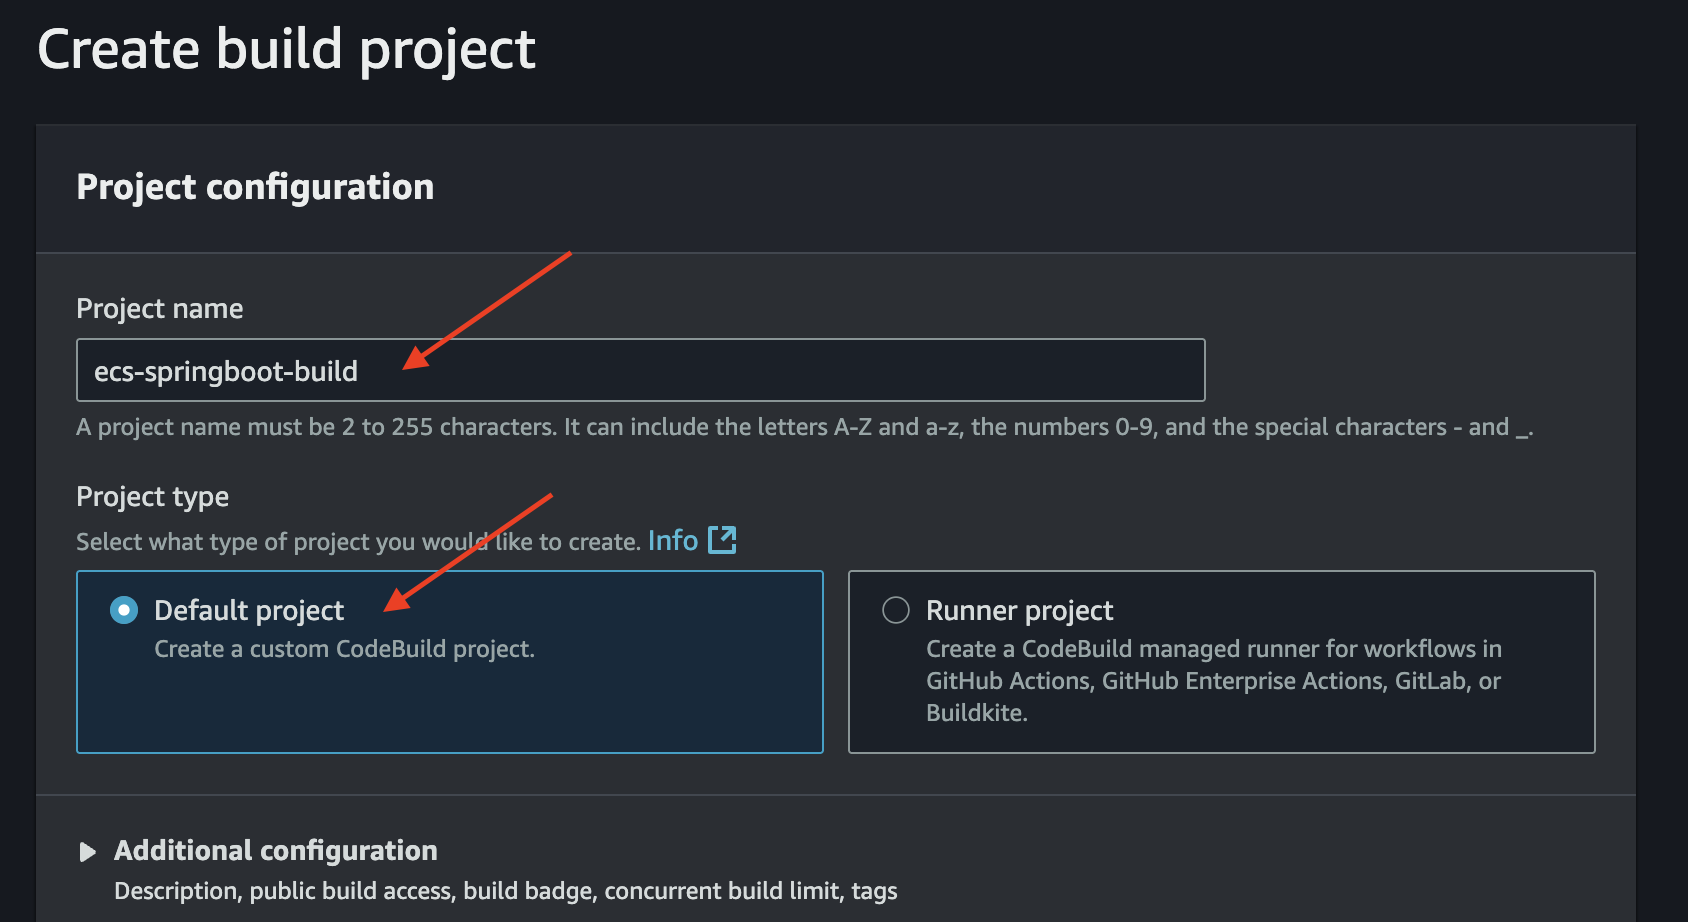 Create build project
Project configuration
Project name
ecs-springboot-build
A project name must be 2 to 255 characters. It can include the letters A-Z and a-z, the numbers 0-9, and the special characters - and _.
Project type
Select what type of project you would like to create. Info
Default project
Create a custom CodeBuild project.
Runner project
Create a CodeBuild managed runner for workflows in
GitHub Actions, GitHub Enterprise Actions, GitLab, or
Buildkite.
Additional configuration
Description, public build access, build badge, concurrent build limit, tags